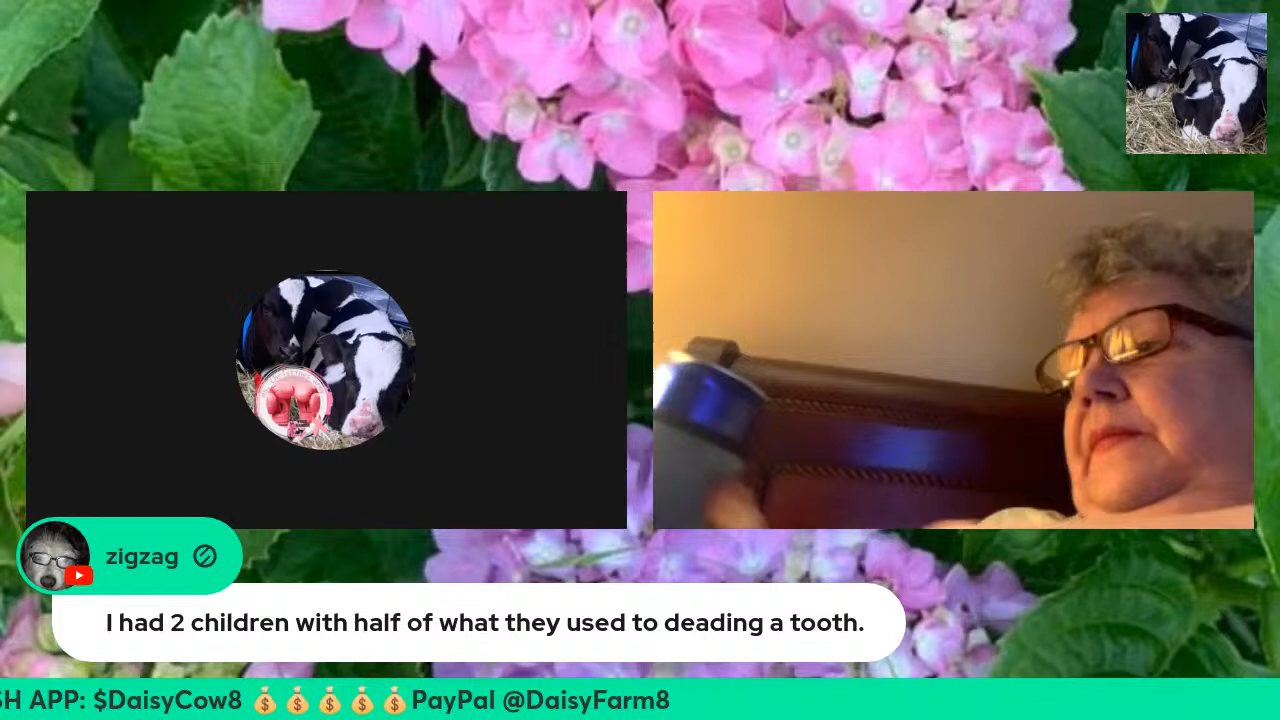 zigzag
I had 2 children with half of what they used to deading a tooth.
SH APP: $DaisyCow8 💰💰💰💰💰PayPal @DaisyFarm8